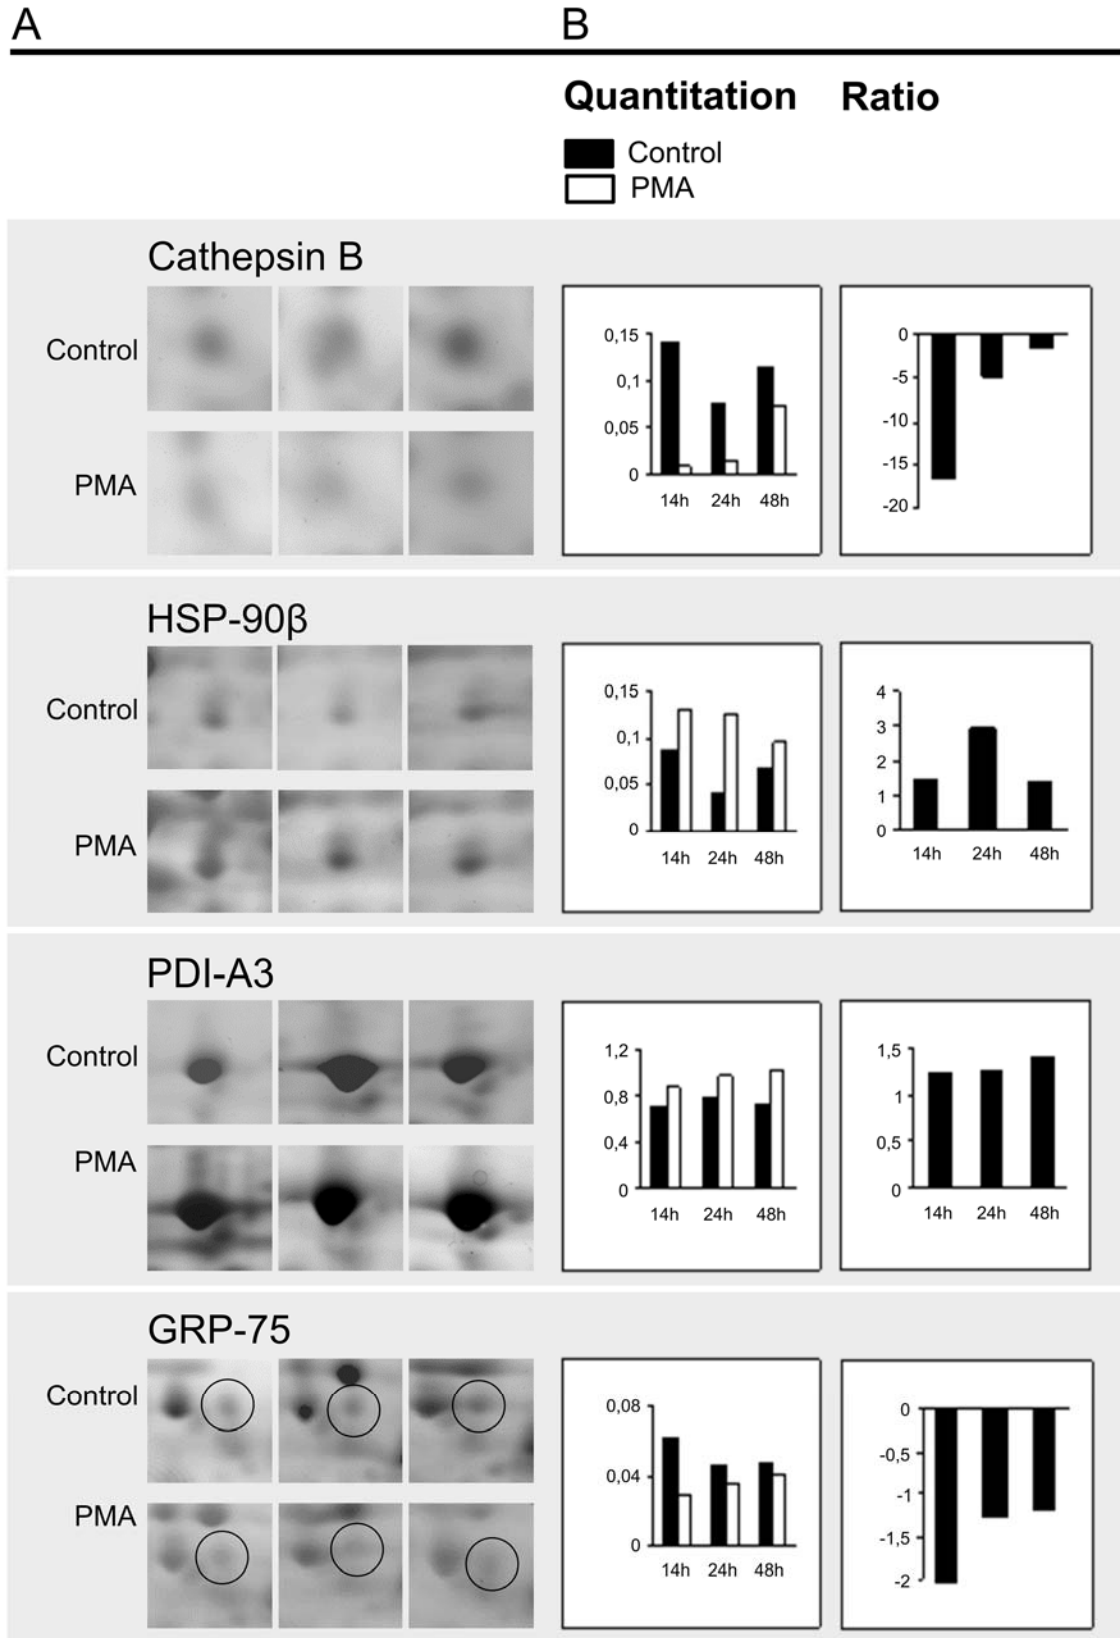 A B
Quantitation Ratio
Control
PMA
Cathepsin B
Control
PMA
0,15
0,1
0,05
0
14h 24h 48h
0
-5
-10
-15
-20
HSP-90β
Control
PMA
0,15
0,1
0,05
0
14h 24h 48h
4
3
2
1
0
14h 24h 48h
PDI-A3
Control
PMA
1,2
0,8
0,4
0
14h 24h 48h
1,5
1
0,5
0
14h 24h 48h
GRP-75
Control
PMA
0,08
0,04
0
14h 24h 48h
0
-0,5
-1
-1,5
-2